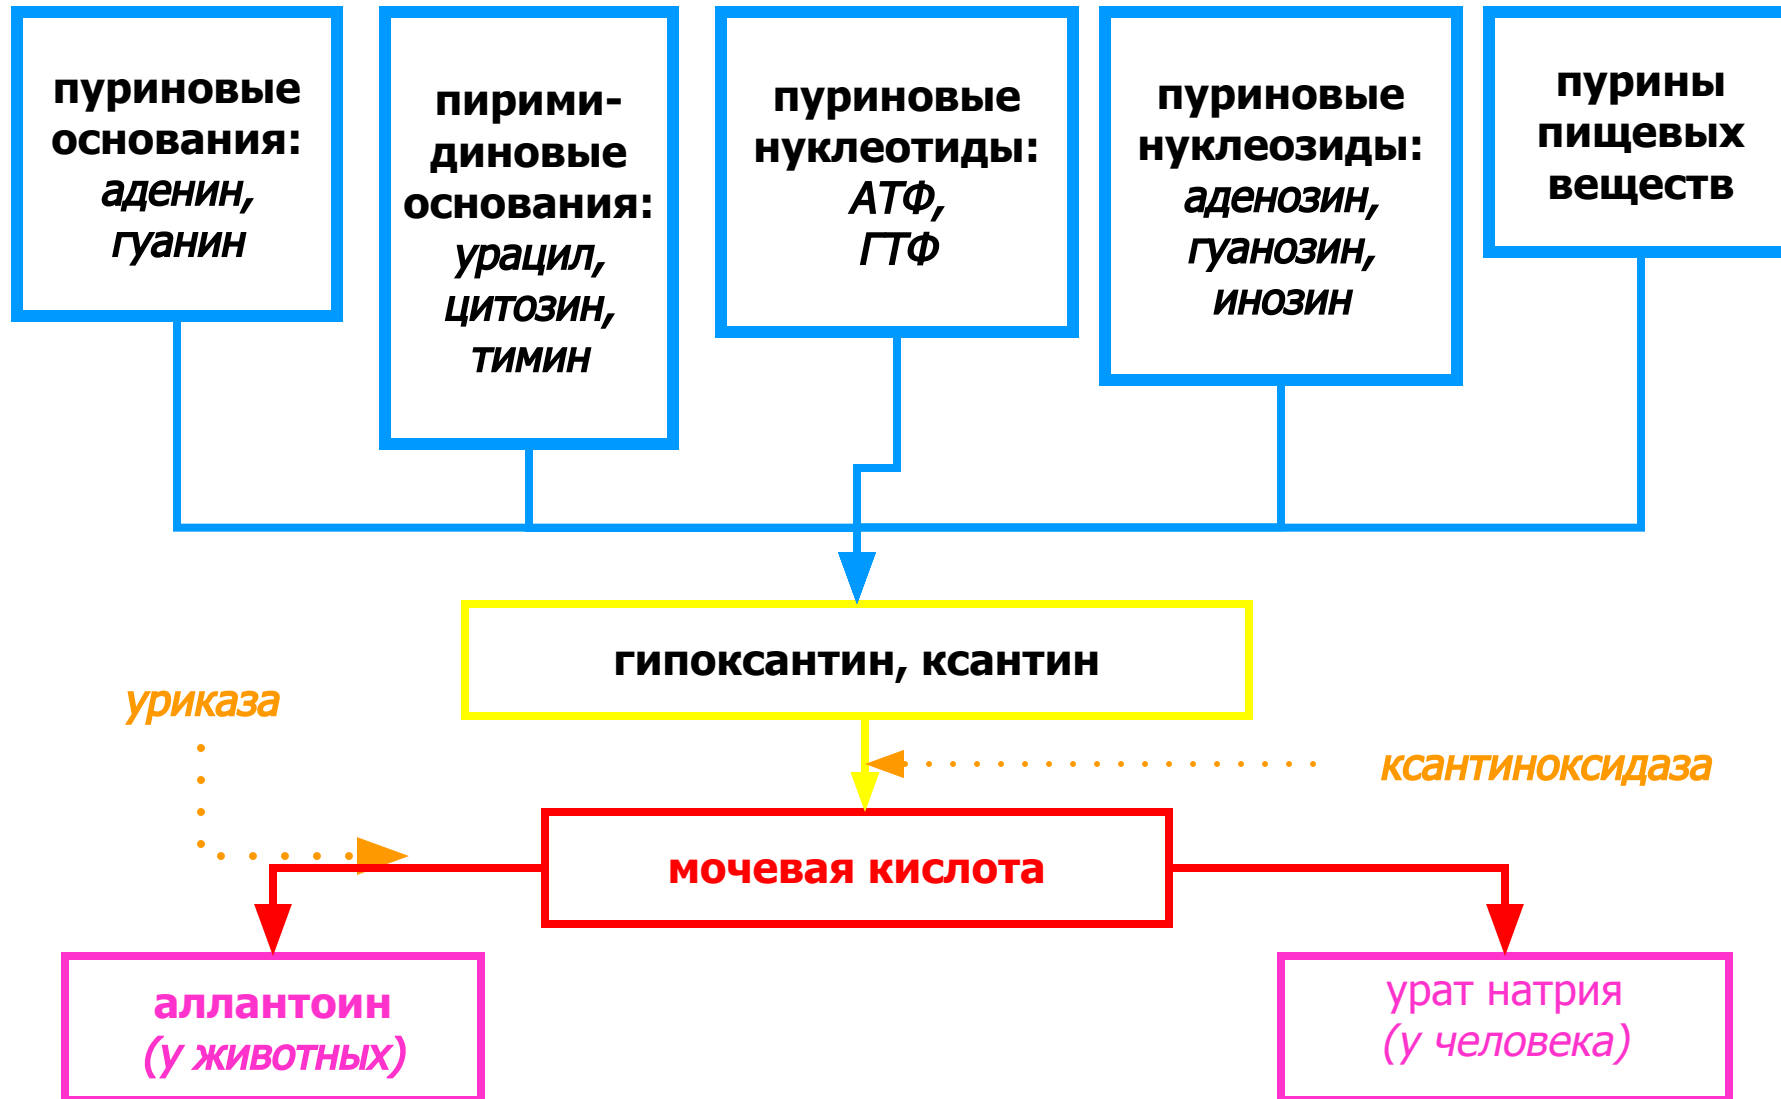 пуриновые
основания:
аденин,
гуанин
пирими-
диновые
основания:
урацил,
цитозин,
тимин
пуриновые
нуклеотиды:
АТФ,
ГТФ
пуриновые
нуклеозиды:
аденозин,
гуанозин,
инозин
пурины
пищевых
веществ
гипоксантин, ксантин
уриказа
ксантиноксидаза
мочевая кислота
аллантоин
(у животных)
урат натрия
(у человека)